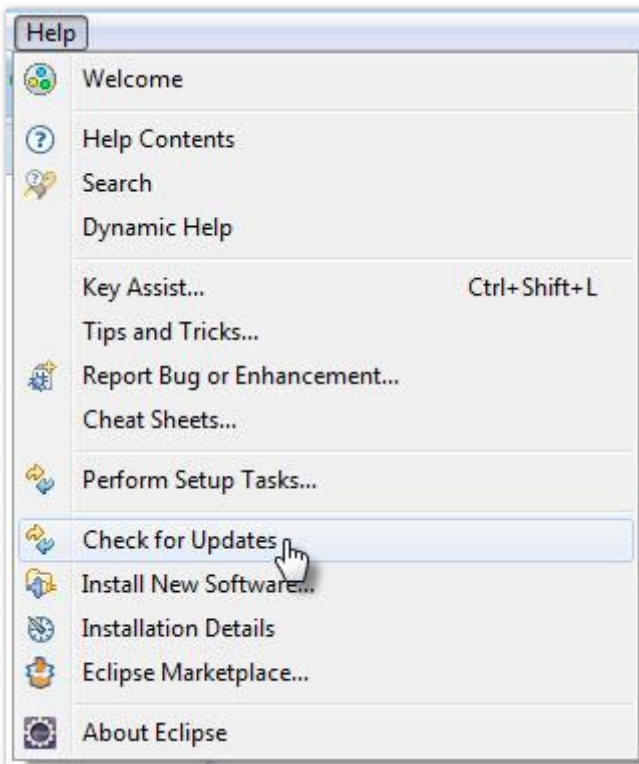 Help
Welcome
Help Contents
Search
Dynamic Help
Key Assist... Ctrl+Shift+L
Tips and Tricks...
Report Bug or Enhancement...
Cheat Sheets...
Perform Setup Tasks...
Check for Updates
Install New Software...
Installation Details
Eclipse Marketplace...
About Eclipse